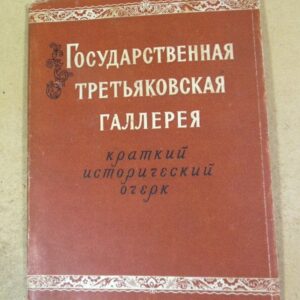 Государственная
третьяковская
галлерея
краткий
исторический
очерк